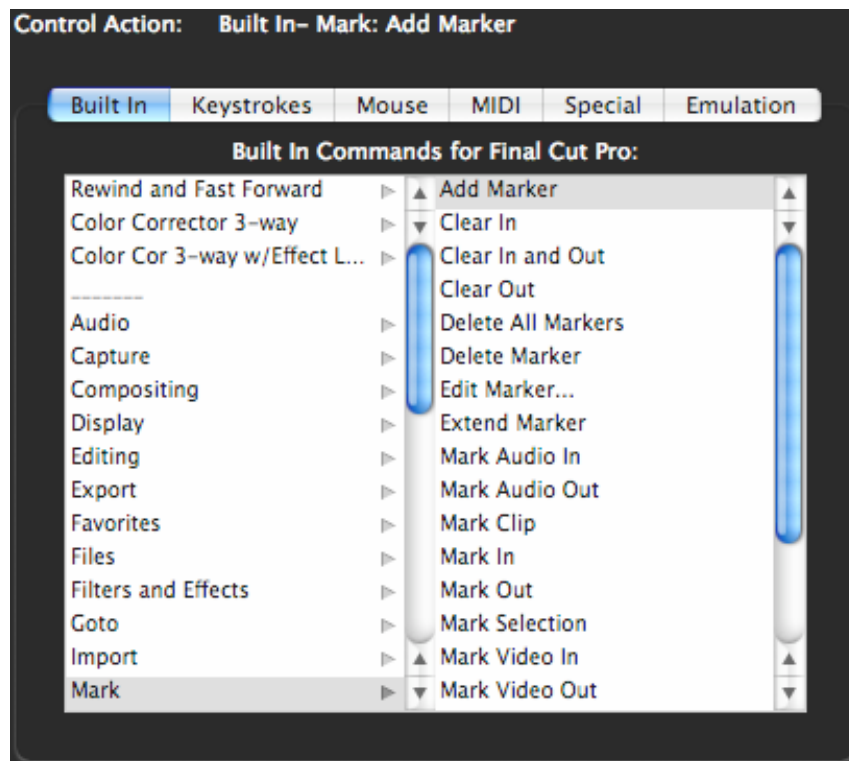 Control Action: Built In- Mark: Add Marker
Built In Keystrokes Mouse MIDI Special Emulation
Built In Commands for Final Cut Pro:
Rewind and Fast Forward
Color Corrector 3-way
Color Cor 3-way w/Effect L...
_______
Audio
Capture
Compositing
Display
Editing
Export
Favorites
Files
Filters and Effects
Goto
Import
Mark
Add Marker
Clear In
Clear In and Out
Clear Out
Delete All Markers
Delete Marker
Edit Marker...
Extend Marker
Mark Audio In
Mark Audio Out
Mark Clip
Mark In
Mark Out
Mark Selection
Mark Video In
Mark Video Out